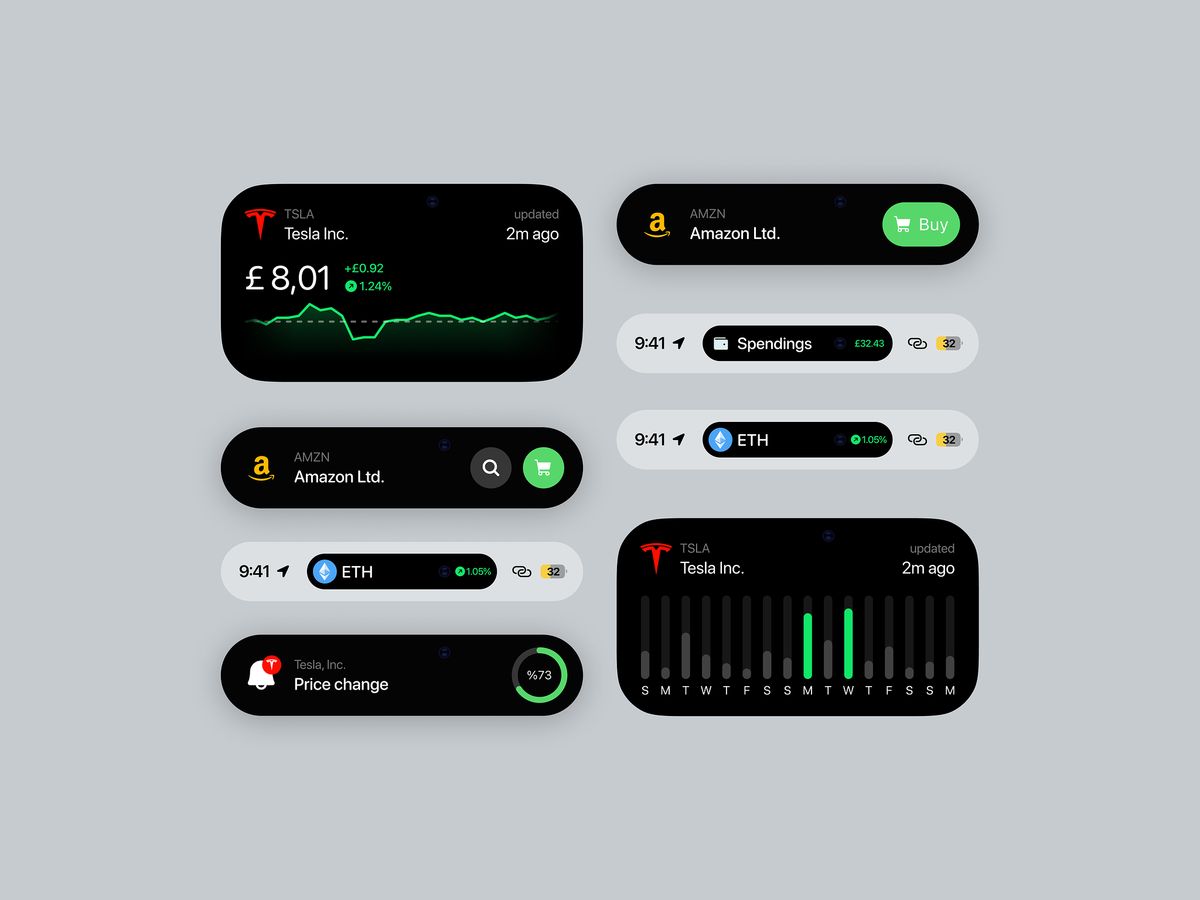 TSLA
Tesla Inc.
updated
2m ago
£ 8,01
+£0.92
1.24%
AMZN
Amazon Ltd.
9:41
ETH
1.05%
32
Tesla, Inc.
Price change
%73
AMZN
Amazon Ltd.
Buy
9:41
Spendings
£32.43
32
9:41
ETH
1.05%
32
TSLA
Tesla Inc.
updated
2m ago
S M T W T F S S M T W T F S S M